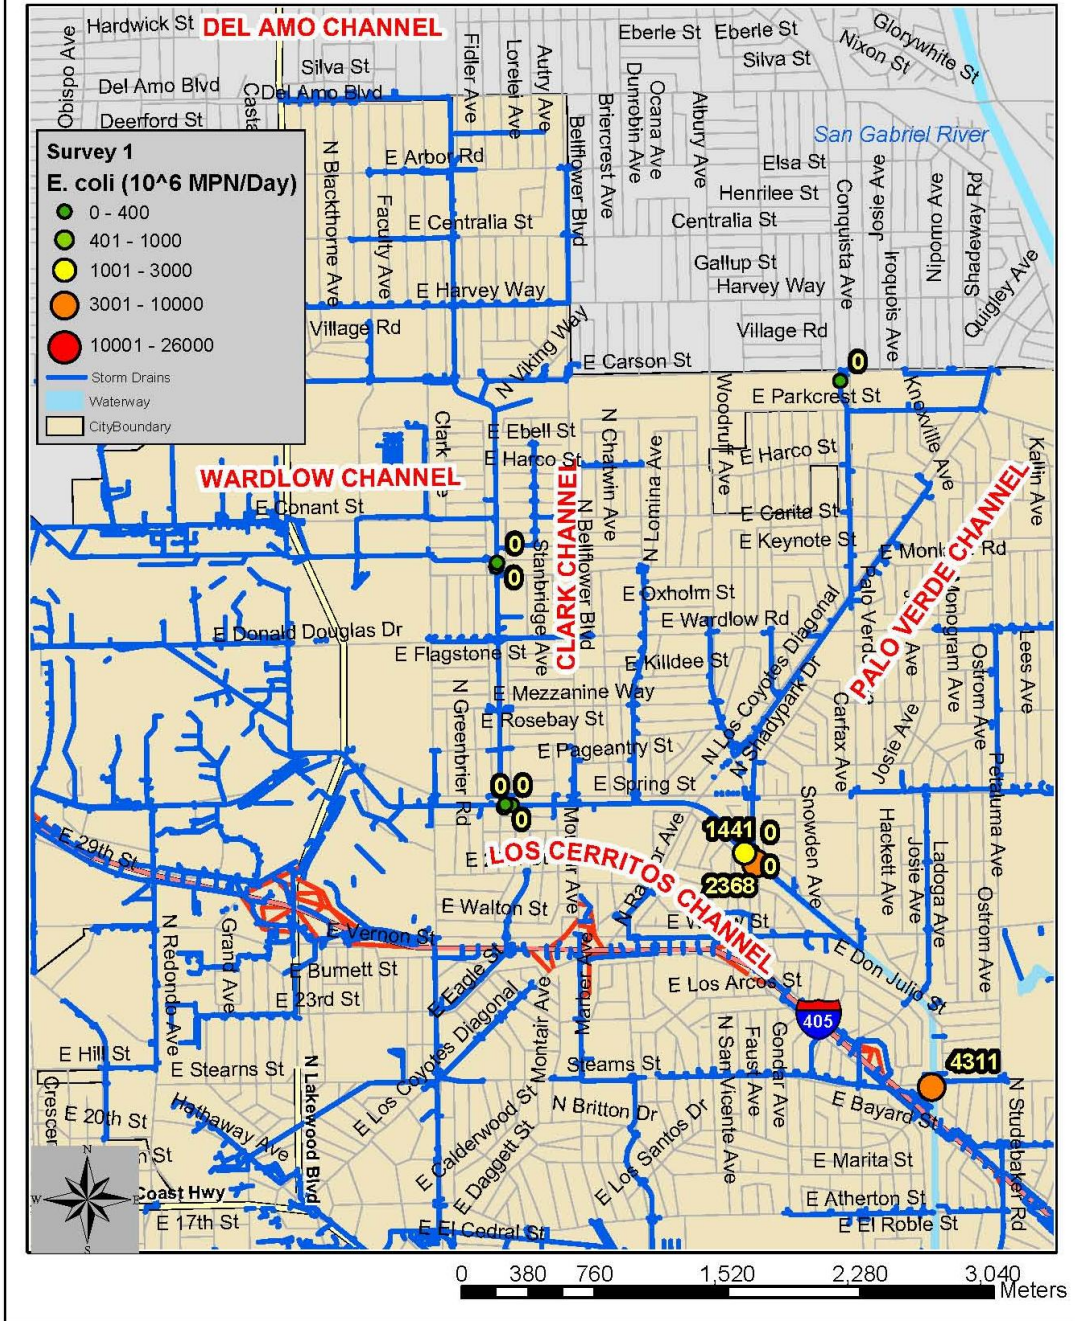 Hardwick St
DEL AMO CHANNEL
Obispo Ave
Fidler Ave
Lorelei Ave
Autry Ave
Eberle St
Eberle St
Glorywhite St
Nixon St
Silva St
Silva St
Del Amo Blvd
Del Amo Blvd
Deerford St
Dunrobin Ave
Ocana Ave
Albury Ave
Briercrest Ave
Bellflower Blvd
San Gabriel River
Survey 1
E. coli (10^6 MPN/Day)
0 - 400
401 - 1000
1001 - 3000
3001 - 10000
10001 - 26000
Storm Drains
Waterway
CityBoundary
N Blackthorne Ave
E Arbor Rd
Faculty Ave
E Centralia St
E Harvey Way
Village Rd
N Viking Way
Elsa St
Henrilee St
Centralia St
Gallup St
Harvey Way
Village Rd
Conquista Ave
Josie Ave
Iroquois Ave
Nipomo Ave
Shadeway Rd
Quigley Ave
E Carson St
0
E Parkcrest St
Woodruff Ave
Knoxville Ave
Kallin Ave
Clark
E Ebell St
E Harco St
N Chatwin Ave
N Lomina Ave
E Harco St
WARDLOW CHANNEL
E Conant St
CLARK CHANNEL
N Bellflower Blvd
Stanbridge Ave
E Carita St
E Keynote St
PALO VERDE CHANNEL
0
0
E Oxholm St
E Wardlow Rd
E Donald Douglas Dr
E Flagstone St
E Killdee St
N Los Coyotes Diagonal
N Shadypark Dr
Monogram Ave
Ostrom Ave
Lees Ave
E Mezzanine Way
N Greenbrier Rd
E Rosebay St
E Pageantry St
Carfax Ave
Josie Ave
E Spring St
Petaluma Ave
0 0
0
1441 0
0
2368
Snowden Ave
Hackett Ave
Josie Ave
Ladoga Ave
Ostrom Ave
E 29th St
LOS CERRITOS CHANNEL
E Walton St
E Vernon St
N Redondo Ave
Grand Ave
E Burnett St
E 23rd St
E Eagle St
E Los Coyotes Diagonal
Montair Ave
E Don Julio St
E Los Arcos St
405
4311
E Hill St
E Stearns St
Stearns St
N San Vicente Ave
Faust Ave
Gondar Ave
E Bayard St
N Studebaker Rd
E 20th St
Hathaway Ave
N Lakewood Blvd
E Calderwood St
E Daggett St
N Britton Dr
E Los Santos Dr
E Marita St
E Atherton St
Coast Hwy
E 17th St
E El Cedral St
E El Roble St
N
W
E
S
0 380 760 1,520 2,280 3,040
Meters